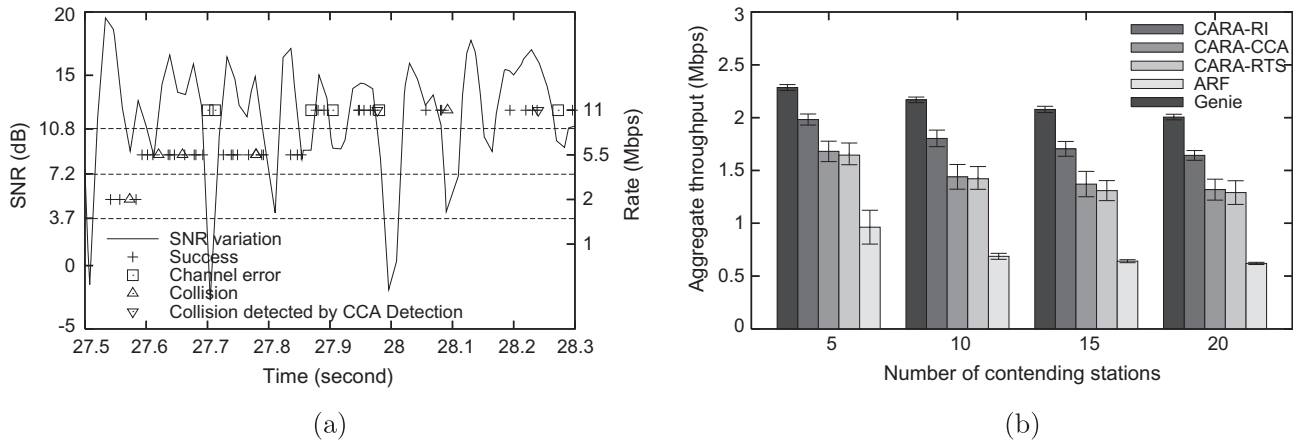 20
15
10.8
7.2
3.7
0
-5
SNR (dB)
11
5.5
2
1
Rate (Mbps)
SNR variation
Success
Channel error
Collision
Collision detected by CCA Detection
27.5 27.6 27.7 27.8 27.9 28 28.1 28.2 28.3
Time (second)
(a)
3
2.5
2
1.5
1
0.5
0
Aggregate throughput (Mbps)
CARA-RI
CARA-CCA
CARA-RTS
ARF
Genie
5 10 15 20
Number of contending stations
(b)